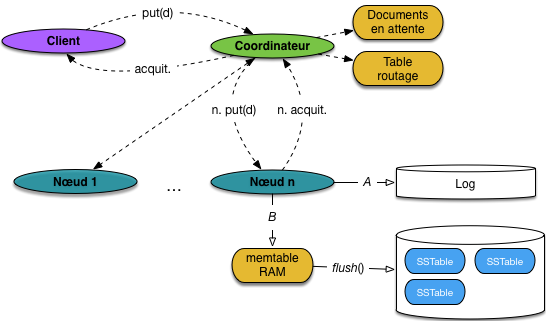 put(d)
Client
Coordinateur
acquit.
Documents
en attente
Table
routage
n. put(d)
n. acquit.
Nœud 1
...
Nœud n
A
Log
B
memtable
RAM
flush()
SSTable
SSTable
SSTable